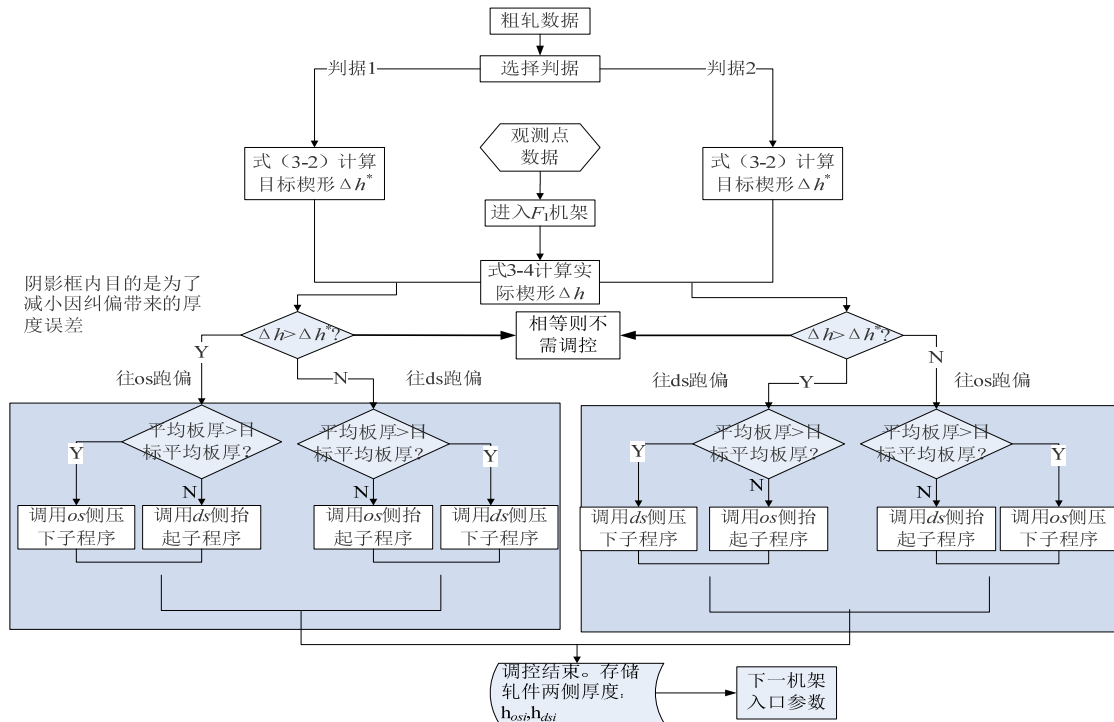 粗轧数据
选择判据
判据1
判据2
观测点
数据
式（3-2）计算
目标楔形Δh*
式（3-2）计算
目标楔形Δh*
进入F1机架
式3-4计算实
际楔形Δh
阴影框内目的是为了
减小因纠偏带来的厚
度误差
Δh>Δh*?
相等则不
需调控
Δh>Δh*?
Y
N
N
Y
往os跑偏
往ds跑偏
往ds跑偏
往os跑偏
平均板厚>目
标平均板厚？
平均板厚>目
标平均板厚？
平均板厚>目
标平均板厚？
平均板厚>目
标平均板厚？
Y
N
N
Y
Y
N
N
Y
调用os侧压
下子程序
调用ds侧抬
起子程序
调用os侧抬
起子程序
调用ds侧压
下子程序
调用ds侧压
下子程序
调用os侧抬
起子程序
调用ds侧抬
起子程序
调用os侧压
下子程序
调控结束。存储
轧件两侧厚度：
hosi,hdsi
下一机架
入口参数